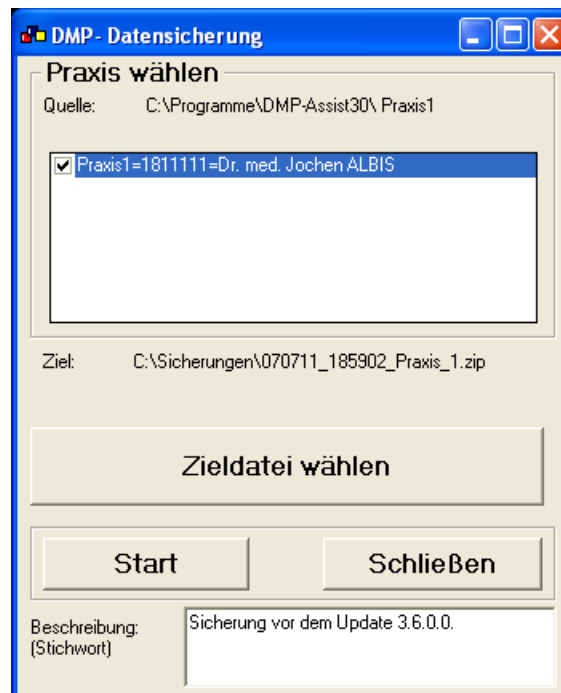 DMP- Datensicherung
Praxis wählen
Quelle: C:\Programme\DMP-Assist30\ Praxis1
Praxis1=1811111=Dr. med. Jochen ALBIS
Ziel: C:\Sicherungen\070711_185902_Praxis_1.zip
Zieldatei wählen
Start Schließen
Beschreibung: Sicherung vor dem Update 3.6.0.0.
(Stichwort)